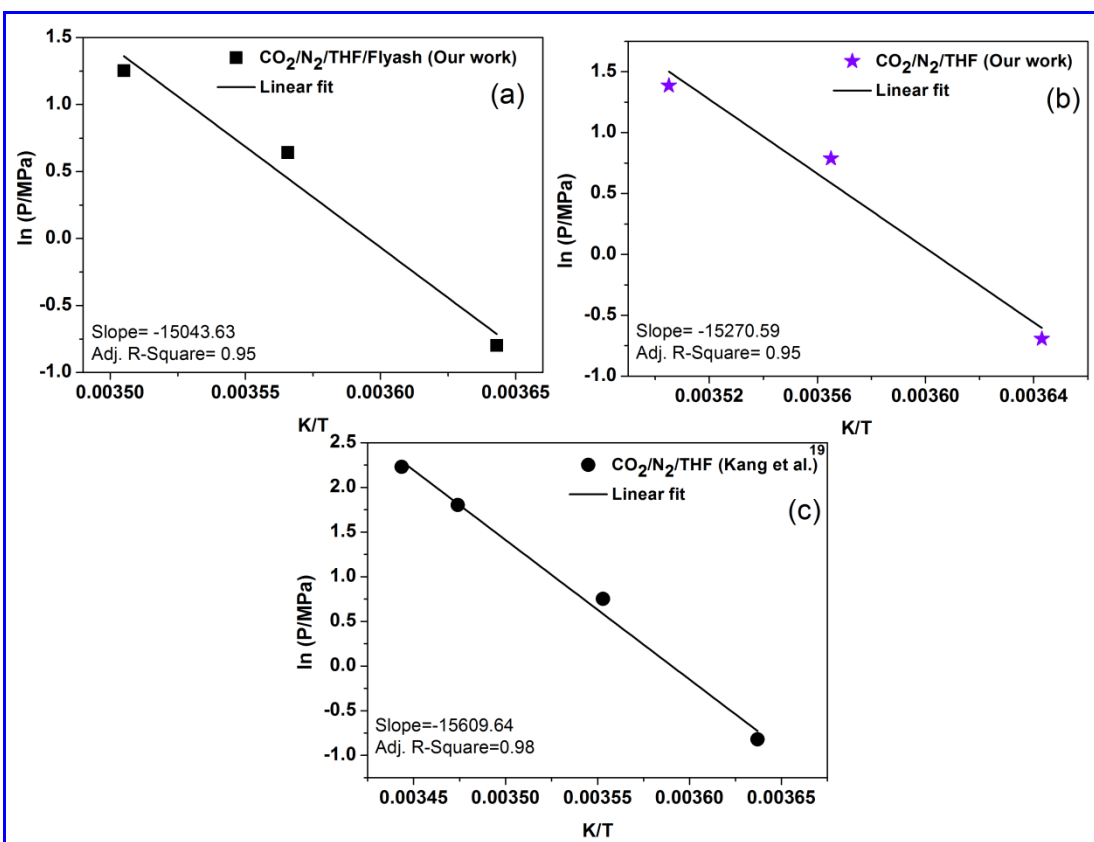 CO₂/N₂/THF/Flyash (Our work)
Linear fit
(a)
ln (P/MPa)
1.5
1.0
0.5
0.0
-0.5
-1.0
Slope= -15043.63
Adj. R-Square= 0.95
0.00350 0.00355 0.00360 0.00365
K/T
CO₂/N₂/THF (Our work)
Linear fit
(b)
ln (P/MPa)
1.5
1.0
0.5
0.0
-0.5
-1.0
Slope= -15270.59
Adj. R-Square= 0.95
0.00352 0.00356 0.00360 0.00364
K/T
CO₂/N₂/THF (Kang et al.)¹⁹
Linear fit
(c)
ln (P/MPa)
2.5
2.0
1.5
1.0
0.5
0.0
-0.5
-1.0
Slope=-15609.64
Adj. R-Square=0.98
0.00345 0.00350 0.00355 0.00360 0.00365
K/T